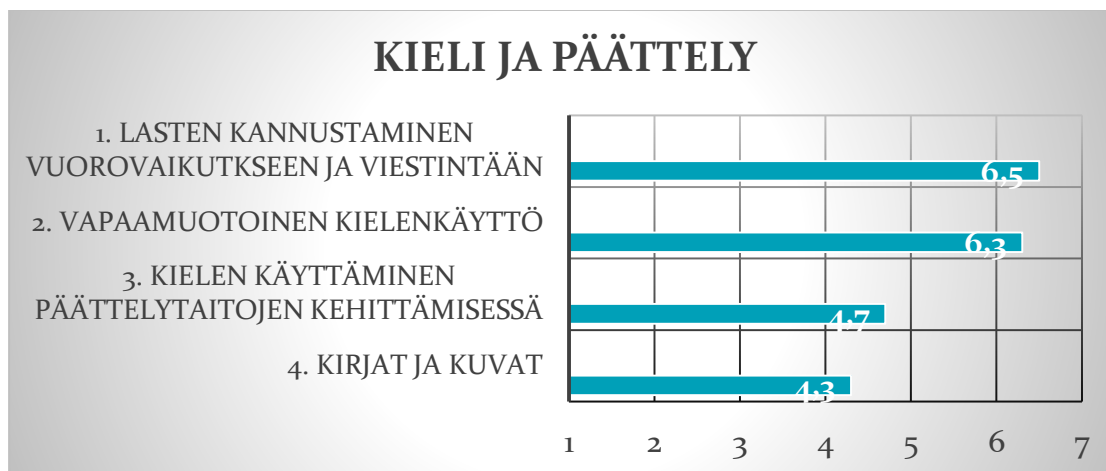 KIELI JA PÄÄTTELY
1. LASTEN KANNUSTAMINEN
VUOROVAIKUTKSEEN JA VIESTINTÄÄN
2. VAPAAMUOTOINEN KIELENKÄYTTÖ
3. KIELEN KÄYTTÄMINEN
PÄÄTTELYTAITOJEN KEHITTÄMISESSÄ
4. KIRJAT JA KUVAT
6,5
6,3
4,7
4,3
1 2 3 4 5 6 7